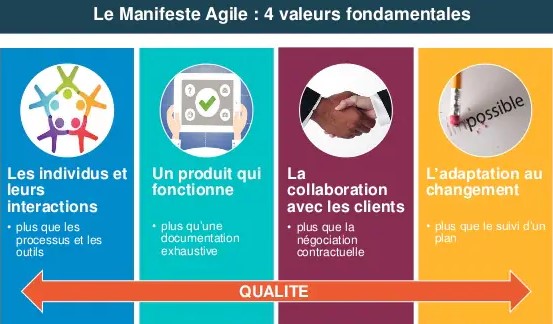 Le Manifeste Agile : 4 valeurs fondamentales
possible
Les individus et
leurs
interactions
• plus que les
processus et les
outils
Un produit qui
fonctionne
• plus qu'une
documentation
exhaustive
La
collaboration
avec les clients
• plus que la
négociation
contractuelle
L'adaptation au
changement
• plus que le suivi d'un
plan
QUALITE